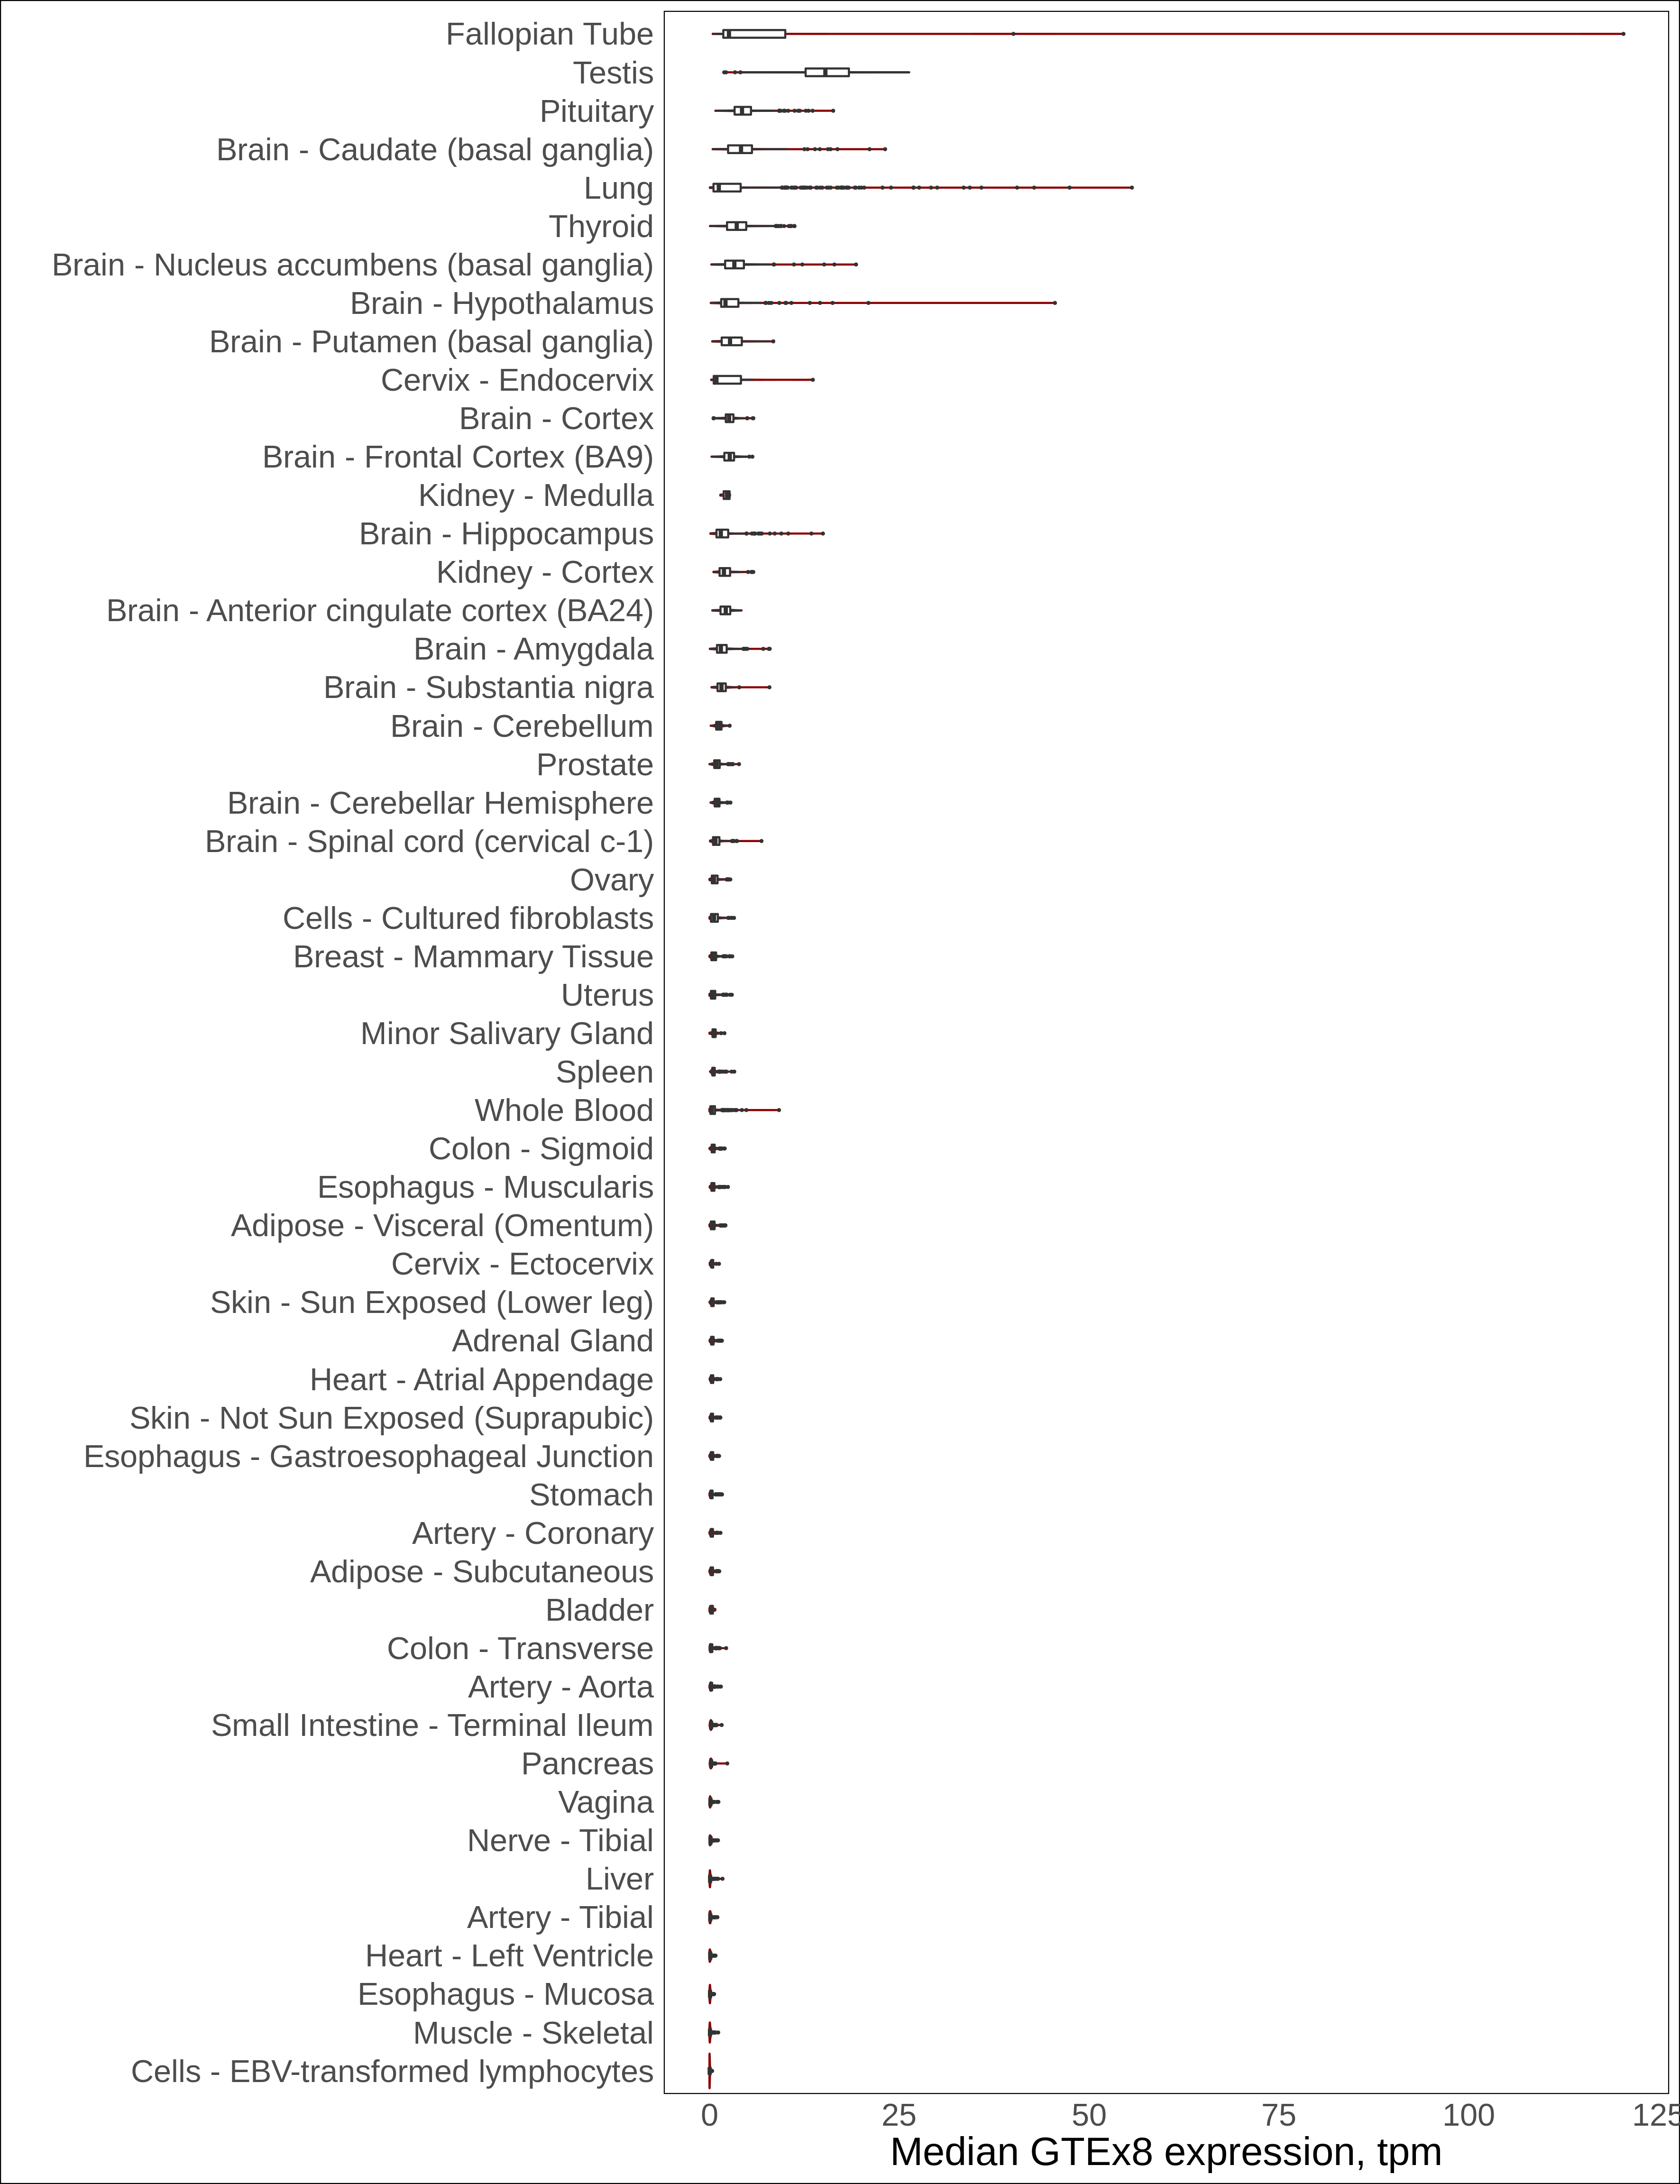 Fallopian Tube
Testis
Pituitary
Brain - Caudate (basal ganglia)
Lung
Thyroid
Brain - Nucleus accumbens (basal ganglia)
Brain - Hypothalamus
Brain - Putamen (basal ganglia)
Cervix - Endocervix
Brain - Cortex
Brain - Frontal Cortex (BA9)
Kidney - Medulla
Brain - Hippocampus
Kidney - Cortex
Brain - Anterior cingulate cortex (BA24)
Brain - Amygdala
Brain - Substantia nigra
Brain - Cerebellum
Prostate
Brain - Cerebellar Hemisphere
Brain - Spinal cord (cervical c-1)
Ovary
Cells - Cultured fibroblasts
Breast - Mammary Tissue
Uterus
Minor Salivary Gland
Spleen
Whole Blood
Colon - Sigmoid
Esophagus - Muscularis
Adipose - Visceral (Omentum)
Cervix - Ectocervix
Skin - Sun Exposed (Lower leg)
Adrenal Gland
Heart - Atrial Appendage
Skin - Not Sun Exposed (Suprapubic)
Esophagus - Gastroesophageal Junction
Stomach
Artery - Coronary
Adipose - Subcutaneous
Bladder
Colon - Transverse
Artery - Aorta
Small Intestine - Terminal Ileum
Pancreas
Vagina
Nerve - Tibial
Liver
Artery - Tibial
Heart - Left Ventricle
Esophagus - Mucosa
Muscle - Skeletal
Cells - EBV-transformed lymphocytes
0 25 50 75 100 125
Median GTEx8 expression, tpm